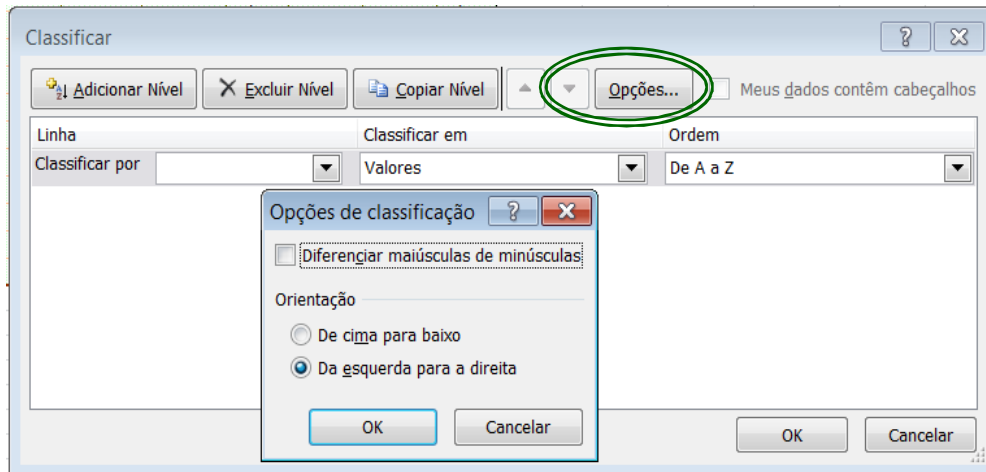 Classificar
Adicionar Nível Excluir Nível Copiar Nível Opções... Meus dados contêm cabeçalhos
Linha Classificar em Ordem
Classificar por Valores De A a Z
Opções de classificação
Diferenciar maiúsculas de minúsculas
Orientação
De cima para baixo
Da esquerda para a direita
OK Cancelar
OK Cancelar